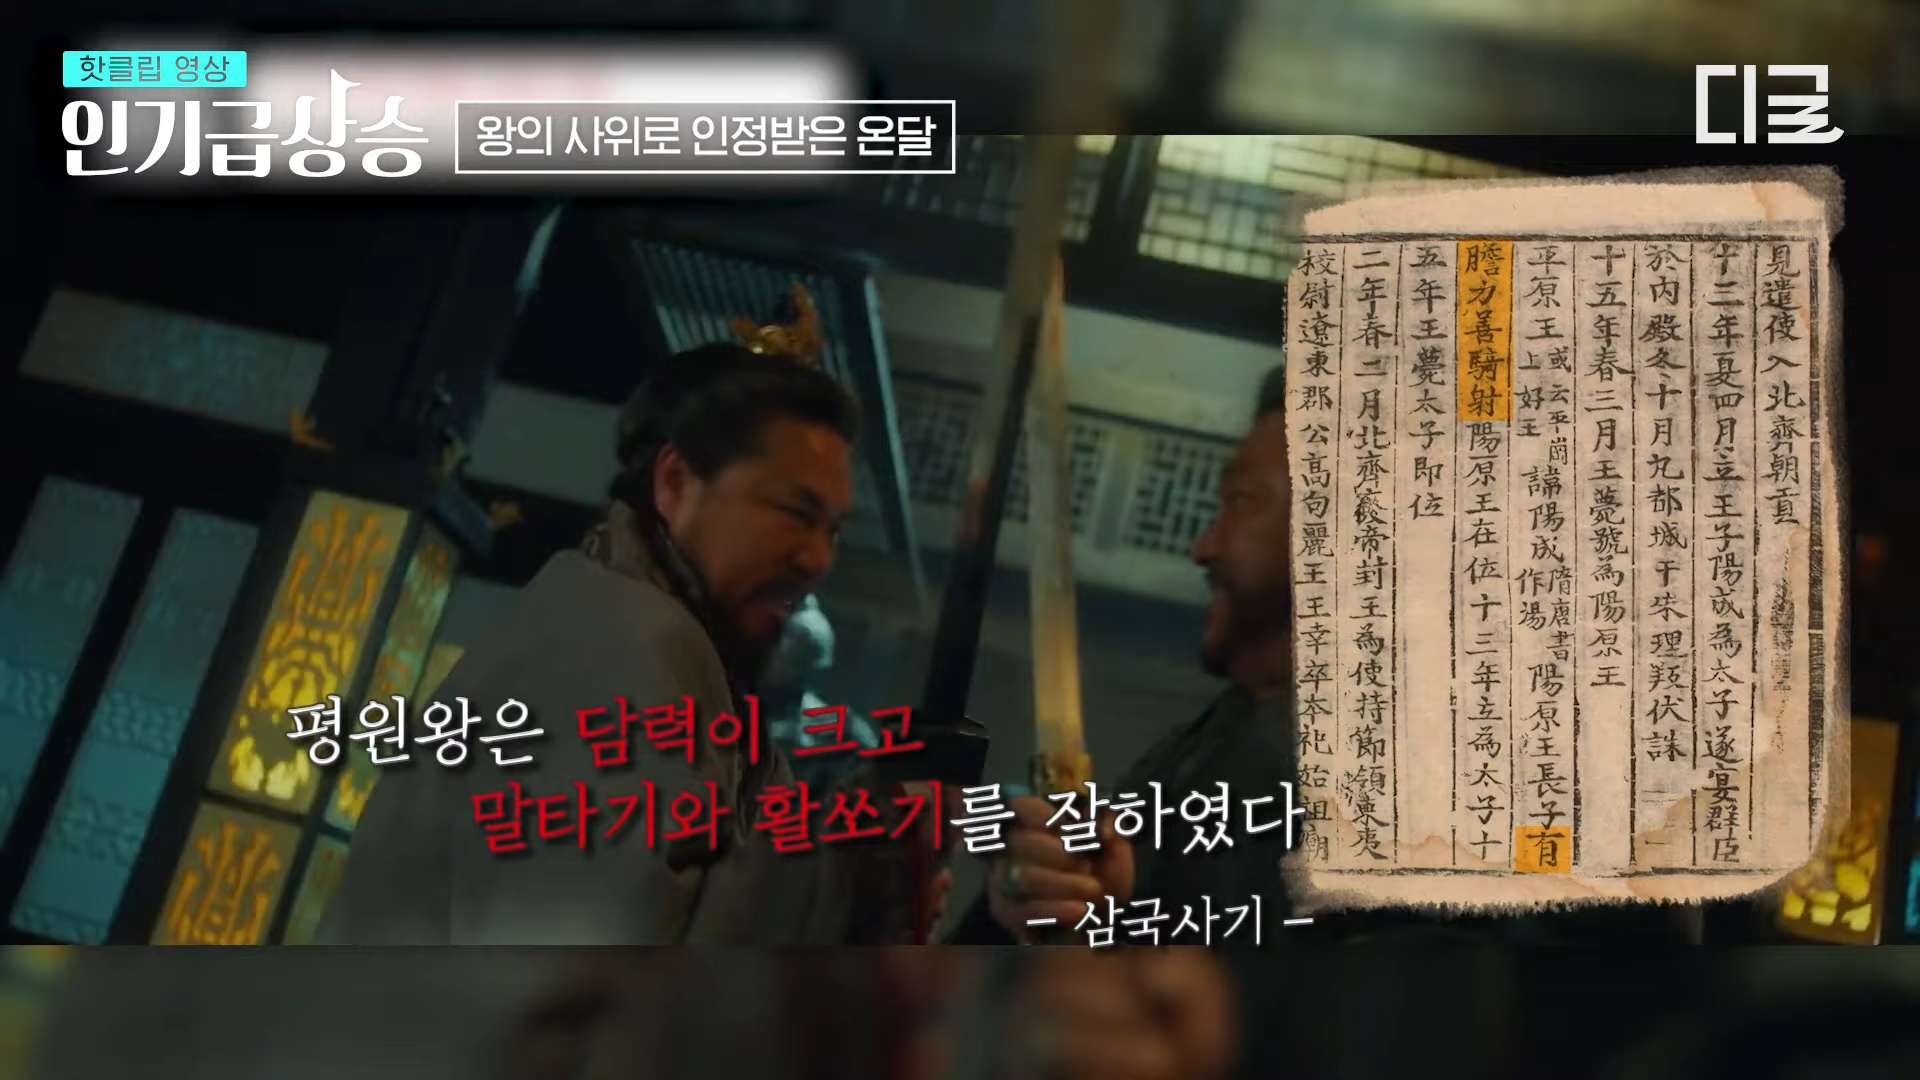 핫클립 영상
인기급상승
왕의 사위로 인정받은 온달
디글
見遣使入北齊朝貢
十二年夏四月立王子陽成爲太子遂宴群臣
於內殿冬十月丸都城干朱理叛伏誅
十五年春三月王薨號爲陽原王
平原王或云平崗上好王諱陽成隋唐書作湯陽原王長子有
膽力善騎射陽原王在位十三年立爲太子十
五年王薨太子卽位
二年春二月北齊廢帝封王爲使持節領東夷
校尉遼東郡公高句麗王王幸卒本祀始祖廟
평원왕은 담력이 크고
말타기와 활쏘기를 잘하였다
– 삼국사기 –